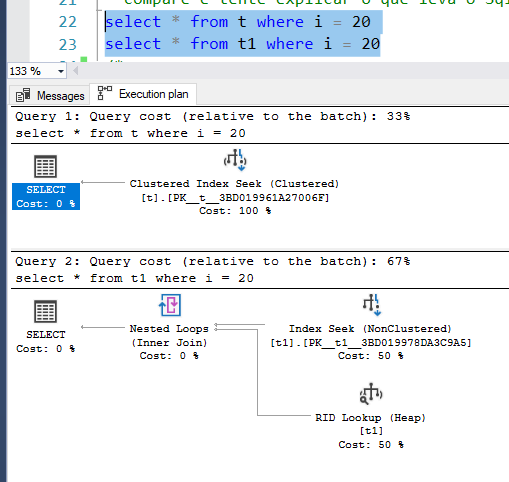 compare e tente explicar o que leva o
22 select * from t where i = 20
23 select * from t1 where i = 20
/*
133 %
Messages Execution plan
Query 1: Query cost (relative to the batch): 33%
select * from t where i = 20
SELECT
Cost: 0 %
Clustered Index Seek (Clustered)
[t].[PK__t__3BD019961A27006F]
Cost: 100 %
Query 2: Query cost (relative to the batch): 67%
select * from t1 where i = 20
SELECT
Cost: 0 %
Nested Loops
(Inner Join)
Cost: 0 %
Index Seek (NonClustered)
[t1].[PK__t1__3BD019978DA3C9A5]
Cost: 50 %
RID Lookup (Heap)
[t1]
Cost: 50 %